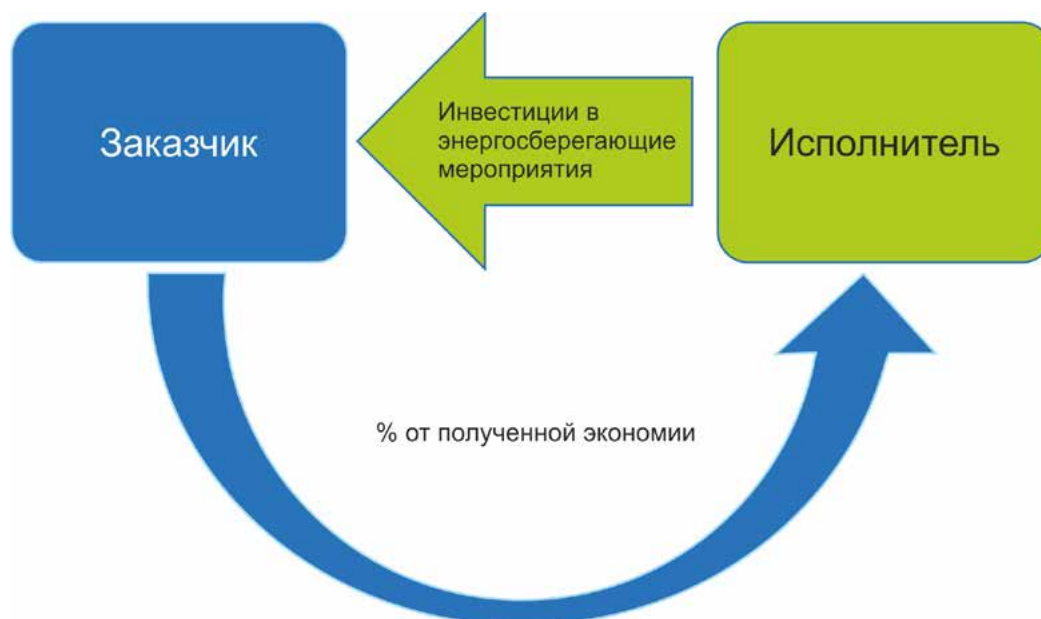 Заказчик
Инвестиции в
энергосберегающие
мероприятия
Исполнитель
% от полученной экономии